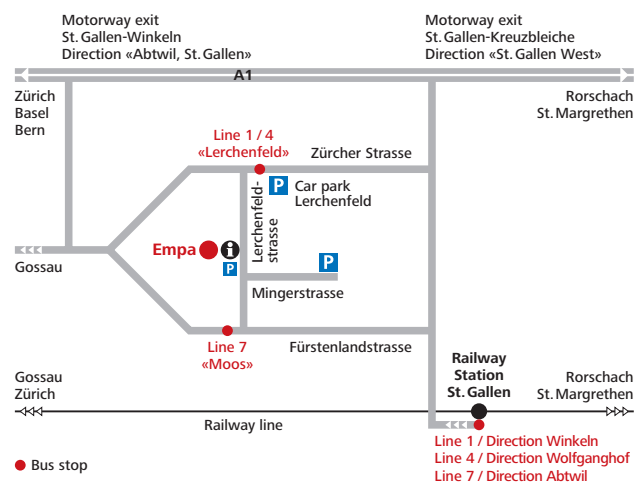 Motorway exit
St. Gallen-Winkeln
Direction «Abtwil, St. Gallen»
Motorway exit
St. Gallen-Kreuzbleiche
Direction «St. Gallen West»
A1
Zürich
Basel
Bern
Rorschach
St. Margrethen
Line 1 / 4
«Lerchenfeld»
Zürcher Strasse
P
Car park
Lerchenfeld
Lerchenfeld-
strasse
Empa
i
P
P
Gossau
Mingerstrasse
Line 7
«Moos»
Fürstenlandstrasse
Railway
Station
St. Gallen
Gossau
Zürich
Rorschach
St. Margrethen
Railway line
Line 1 / Direction Winkeln
Line 4 / Direction Wolfganghof
Line 7 / Direction Abtwil
Bus stop